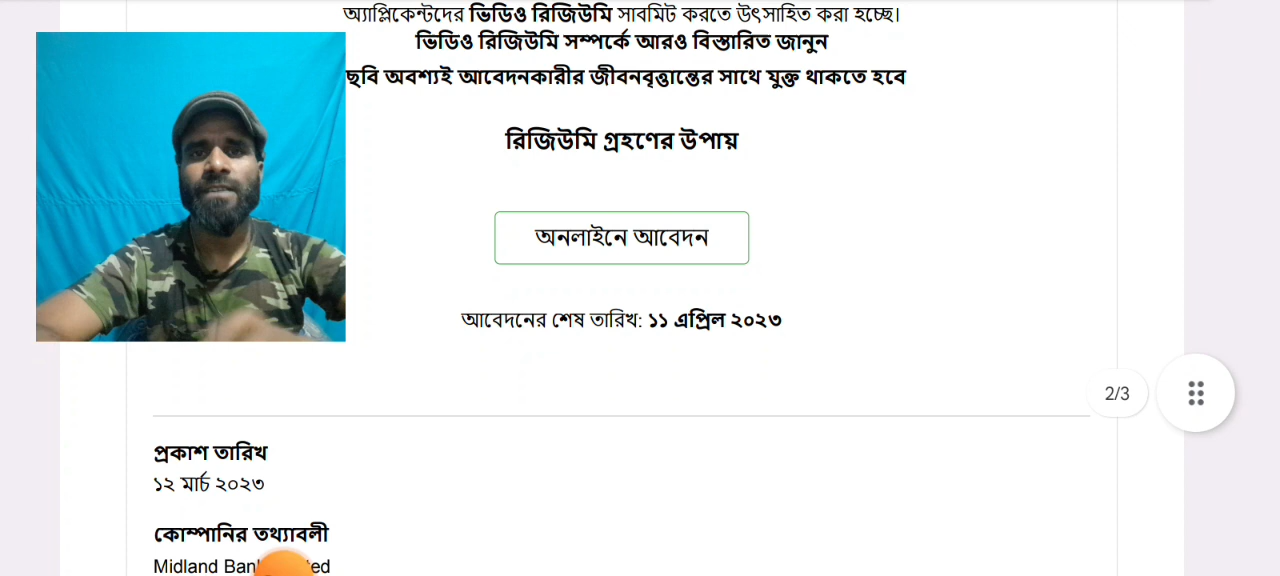 অ্যাপ্লিকেন্টদের ভিডিও রিজিউমি সাবমিট করতে উৎসাহিত করা হচ্ছে।
ভিডিও রিজিউমি সম্পর্কে আরও বিস্তারিত জানুন
ছবি অবশ্যই আবেদনকারীর জীবনবৃত্তান্তের সাথে যুক্ত থাকতে হবে
রিজিউমি গ্রহণের উপায়
অনলাইনে আবেদন
আবেদনের শেষ তারিখ: ১১ এপ্রিল ২০২৩
2/3
প্রকাশ তারিখ
১২ মার্চ ২০২৩
কোম্পানির তথ্যাবলী
Midland